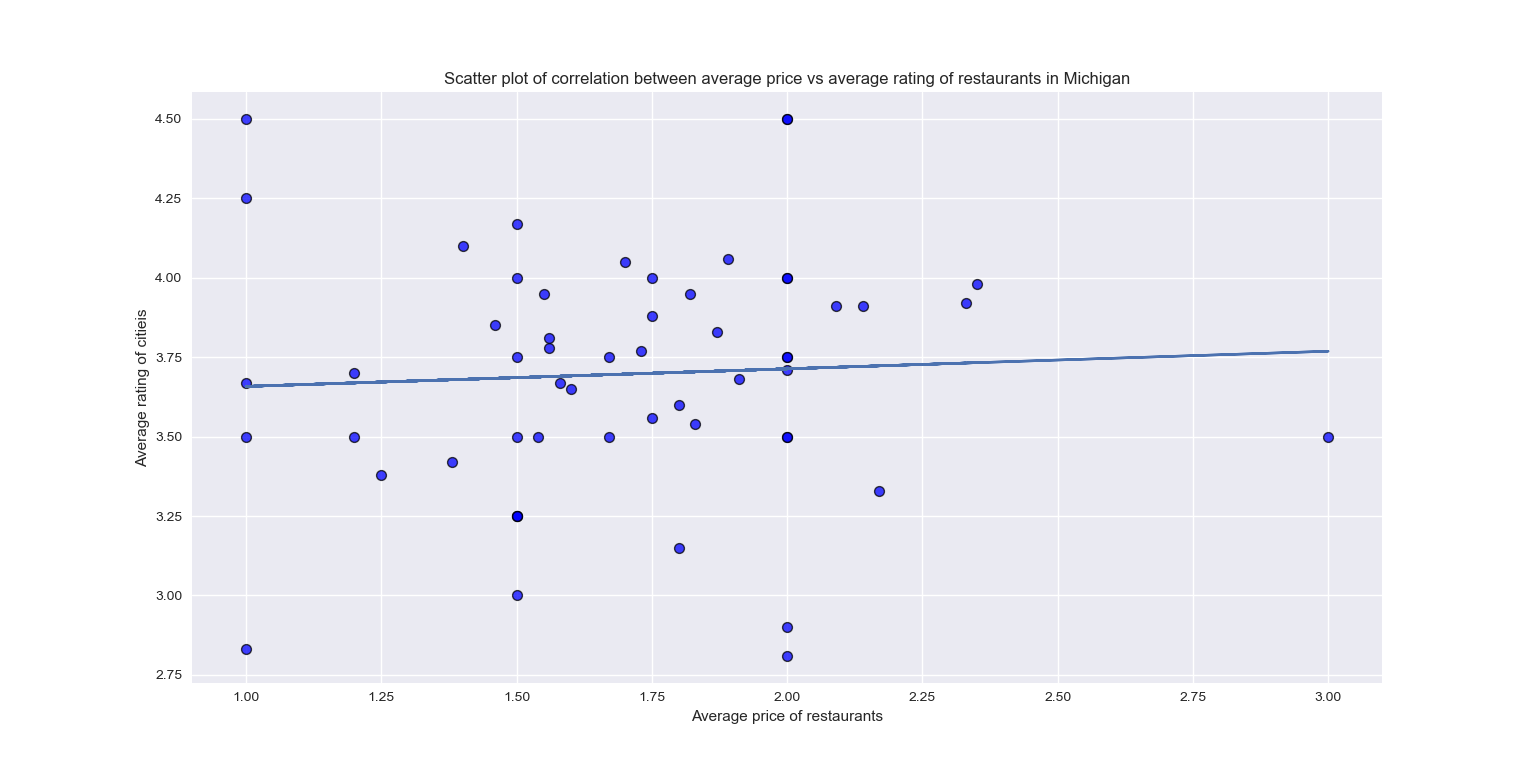 Scatter plot of correlation between average price vs average rating of restaurants in Michigan
Average rating of citieis
4.50
4.25
4.00
3.75
3.50
3.25
3.00
2.75
1.00 1.25 1.50 1.75 2.00 2.25 2.50 2.75 3.00
Average price of restaurants